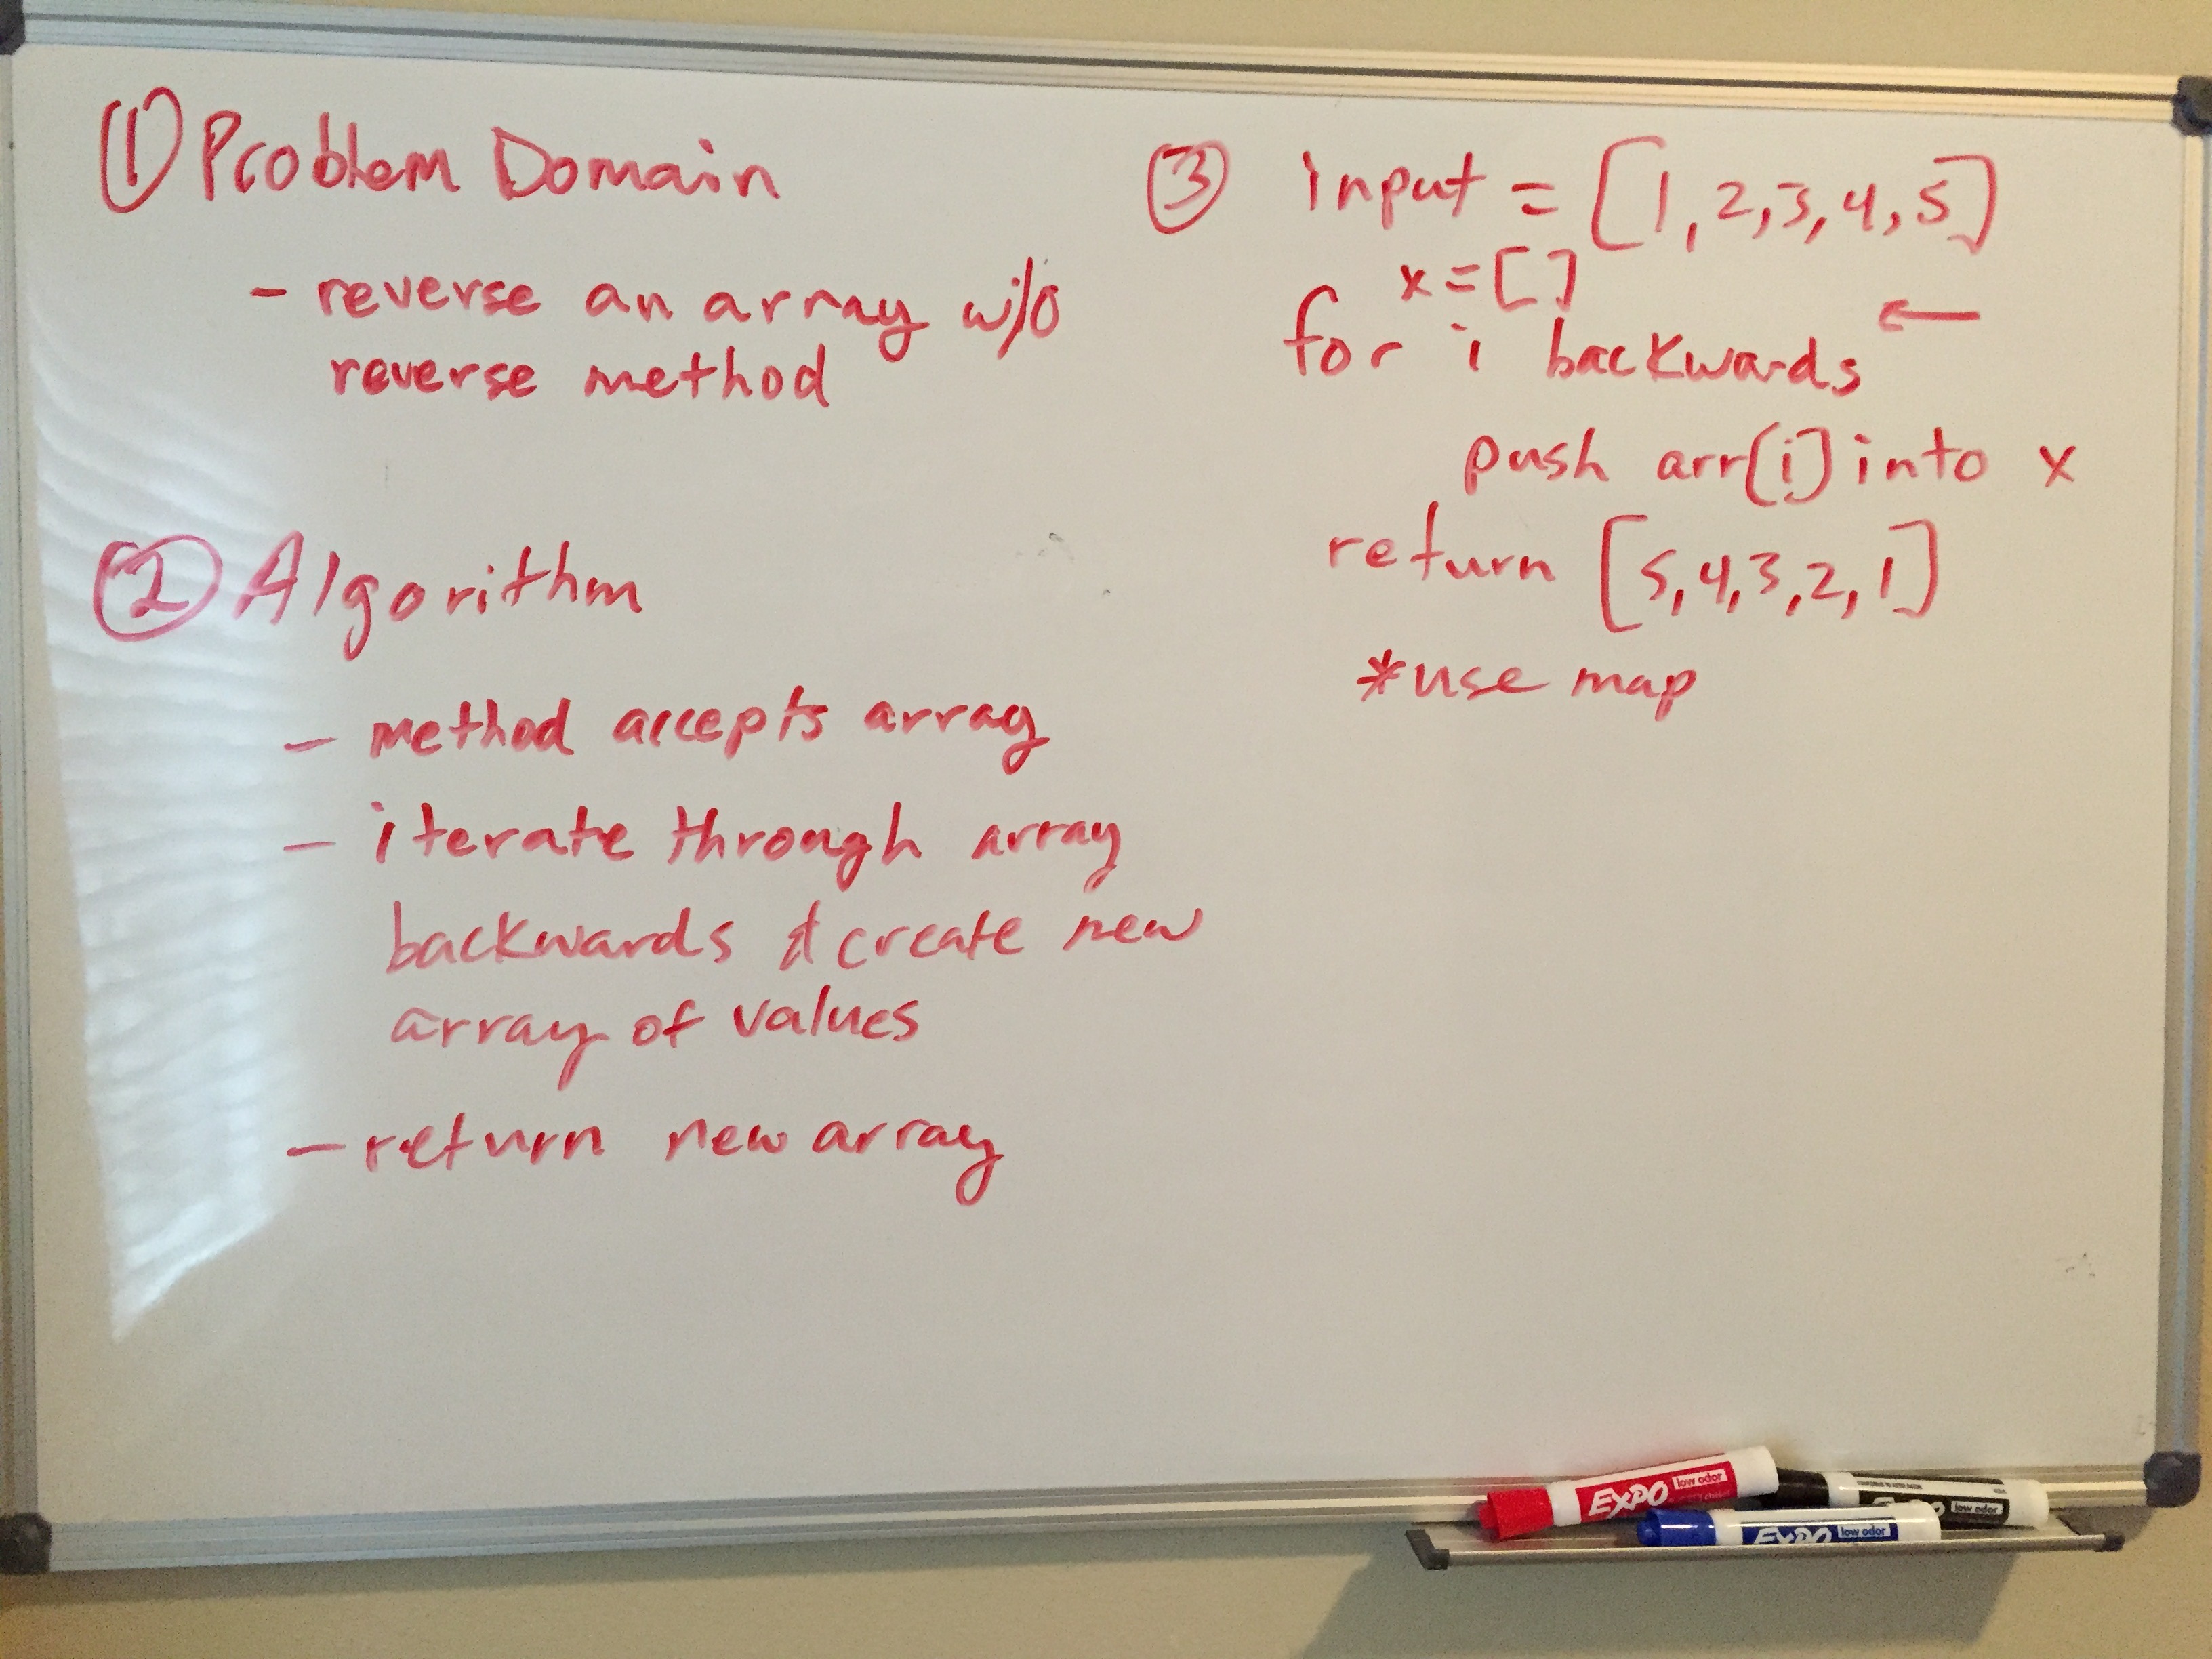 ① Problem Domain
- reverse an array w/o
reverse method
② Algorithm
- method accepts array
- iterate through array
backwards & create new
array of values
- return new array
③ input = [1,2,3,4,5]
x = []
for i backwards ←
push arr[i] into x
return [5,4,3,2,1]
*use map
EXPO low odor
low odor
EXPO low odor